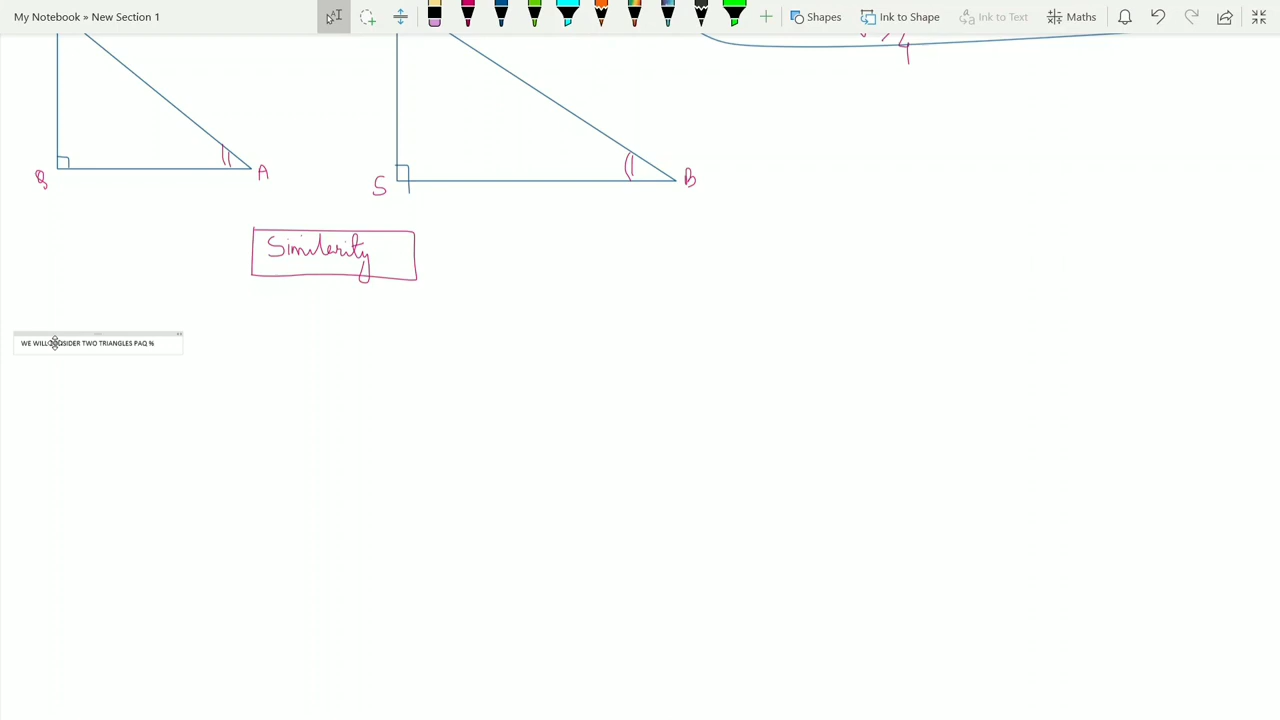 My Notebook » New Section 1
Shapes
Ink to Shape
Ink to Text
Maths
Q
A
S
B
Similarity
WE WILL CONSIDER TWO TRIANGLES PAQ %